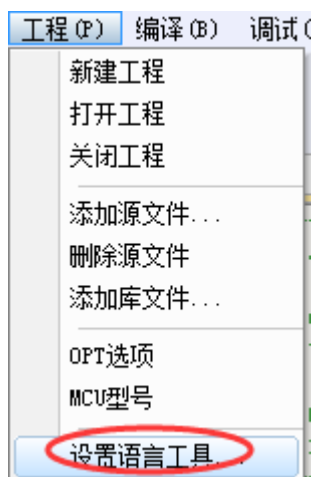 工程(P) 编译(B) 调试(
新建工程
打开工程
关闭工程
添加源文件...
删除源文件
添加库文件...
OPT选项
MCU型号
设置语言工具...